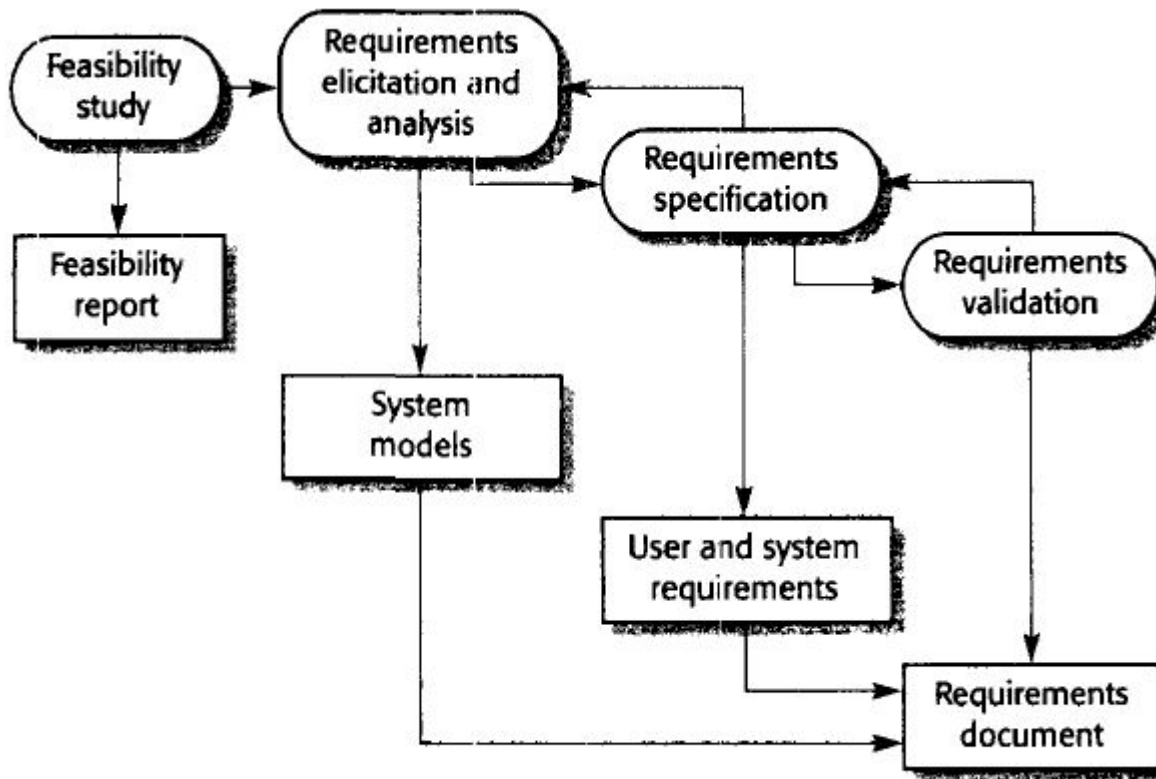 Feasibility
study
Requirements
elicitation and
analysis
Requirements
specification
Requirements
validation
Feasibility
report
System
models
User and system
requirements
Requirements
document